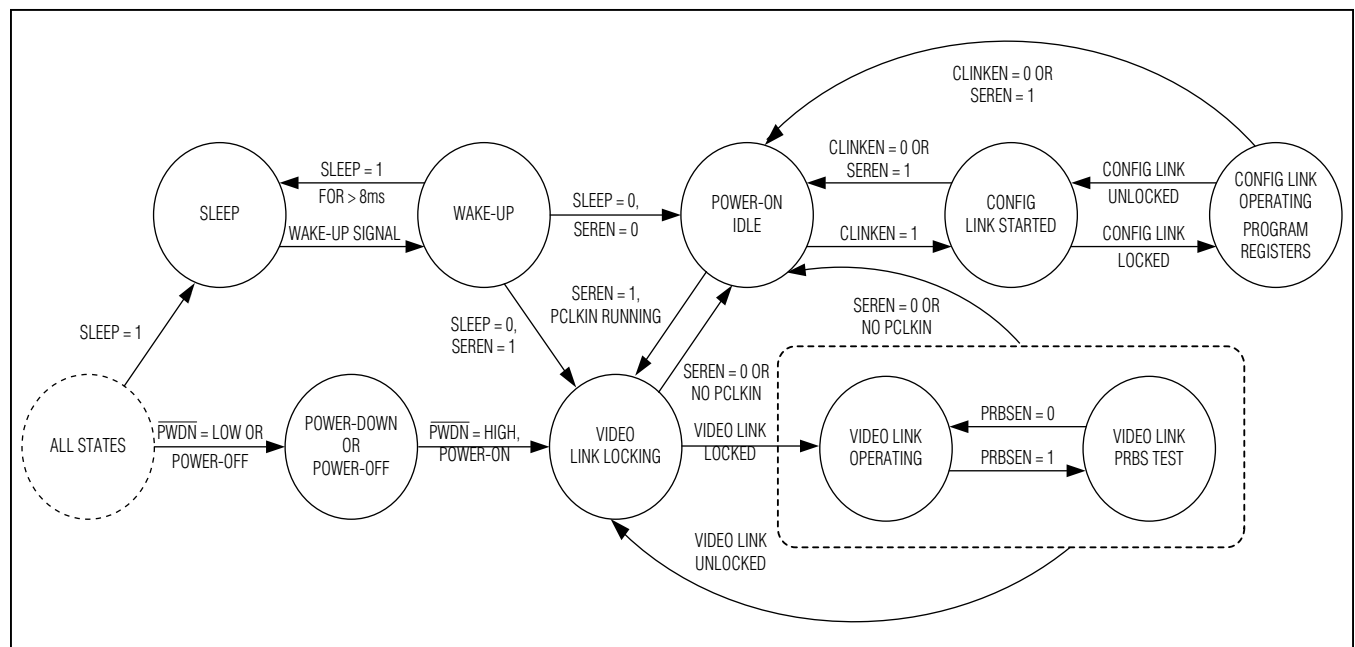 CLINKEN = 0 OR
SEREN = 1
SLEEP = 1
FOR > 8ms
SLEEP
WAKE-UP SIGNAL
WAKE-UP
SLEEP = 0,
SEREN = 0
POWER-ON
IDLE
CLINKEN = 0 OR
SEREN = 1
CLINKEN = 1
CONFIG
LINK STARTED
CONFIG LINK
UNLOCKED
CONFIG LINK
LOCKED
CONFIG LINK
OPERATING
PROGRAM
REGISTERS
SLEEP = 1
SLEEP = 0,
SEREN = 1
SEREN = 1,
PCLKIN RUNNING
SEREN = 0 OR
NO PCLKIN
SEREN = 0 OR
NO PCLKIN
ALL STATES
P̅W̅D̅N̅ = LOW OR
POWER-OFF
POWER-DOWN
OR
POWER-OFF
P̅W̅D̅N̅ = HIGH,
POWER-ON
VIDEO
LINK LOCKING
VIDEO LINK
LOCKED
VIDEO LINK
OPERATING
PRBSEN = 0
PRBSEN = 1
VIDEO LINK
PRBS TEST
VIDEO LINK
UNLOCKED